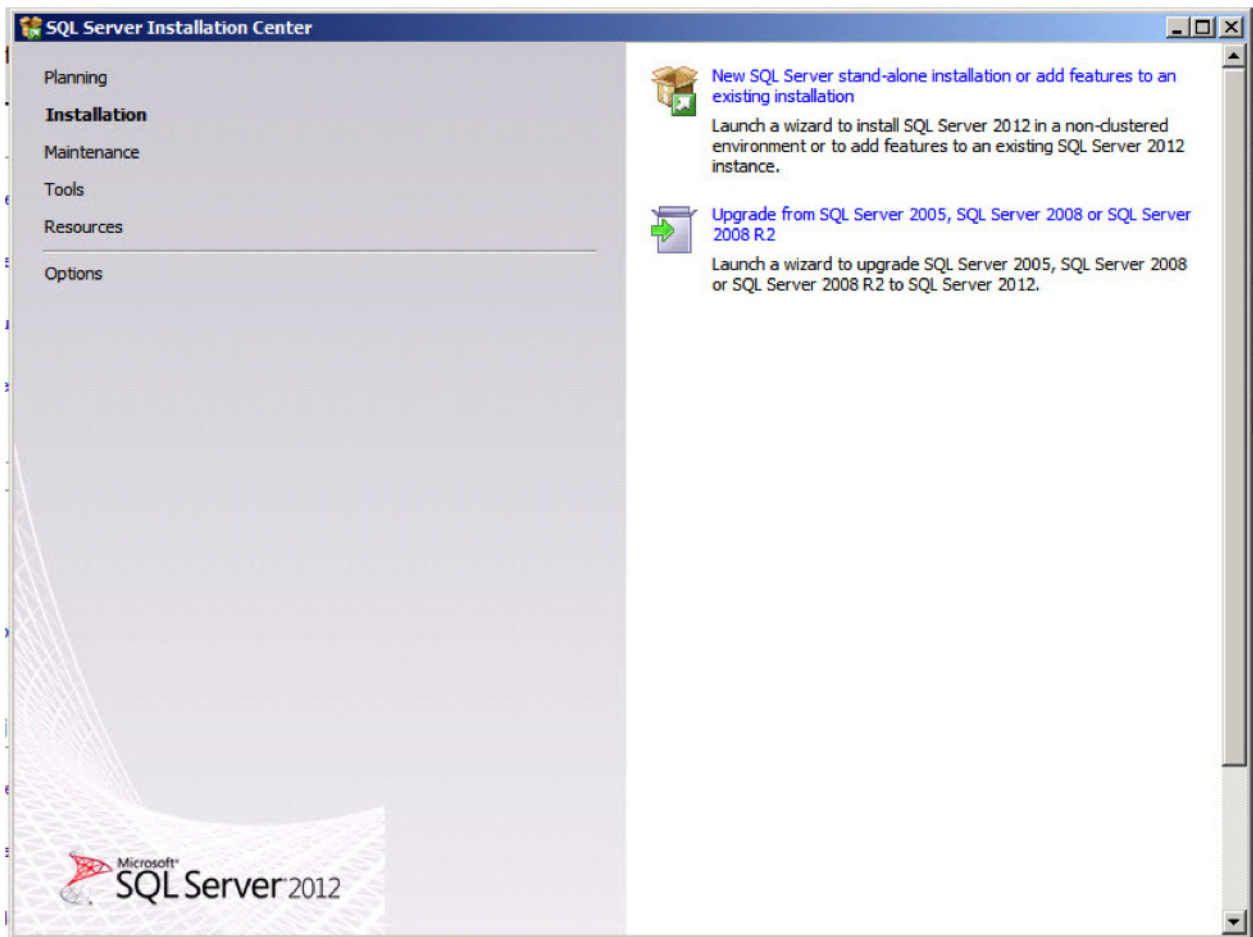 SQL Server Installation Center
Planning
Installation
Maintenance
Tools
Resources
Options
New SQL Server stand-alone installation or add features to an
existing installation
Launch a wizard to install SQL Server 2012 in a non-clustered
environment or to add features to an existing SQL Server 2012
instance.
Upgrade from SQL Server 2005, SQL Server 2008 or SQL Server
2008 R2
Launch a wizard to upgrade SQL Server 2005, SQL Server 2008
or SQL Server 2008 R2 to SQL Server 2012.
Microsoft®
SQL Server 2012